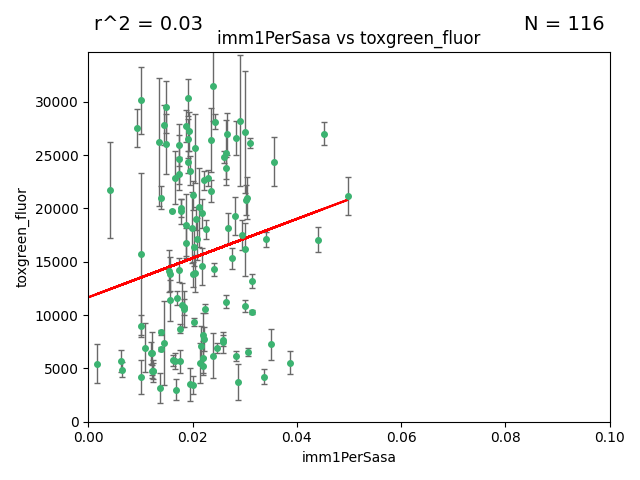 r^2 = 0.03
N = 116
imm1PerSasa vs toxgreen_fluor
toxgreen_fluor
30000
25000
20000
15000
10000
5000
0
0.00
0.02
0.04
0.06
0.08
0.10
imm1PerSasa